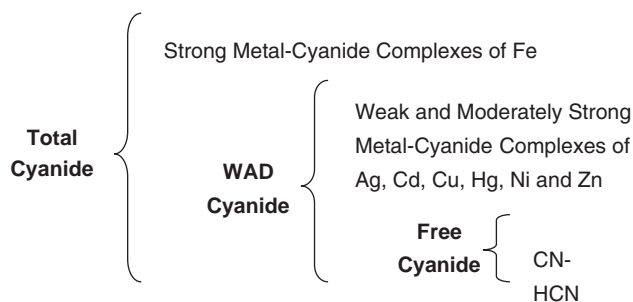 Strong Metal-Cyanide Complexes of Fe
Total
Cyanide
WAD
Cyanide
Weak and Moderately Strong
Metal-Cyanide Complexes of
Ag, Cd, Cu, Hg, Ni and Zn
Free
Cyanide
CN-
HCN